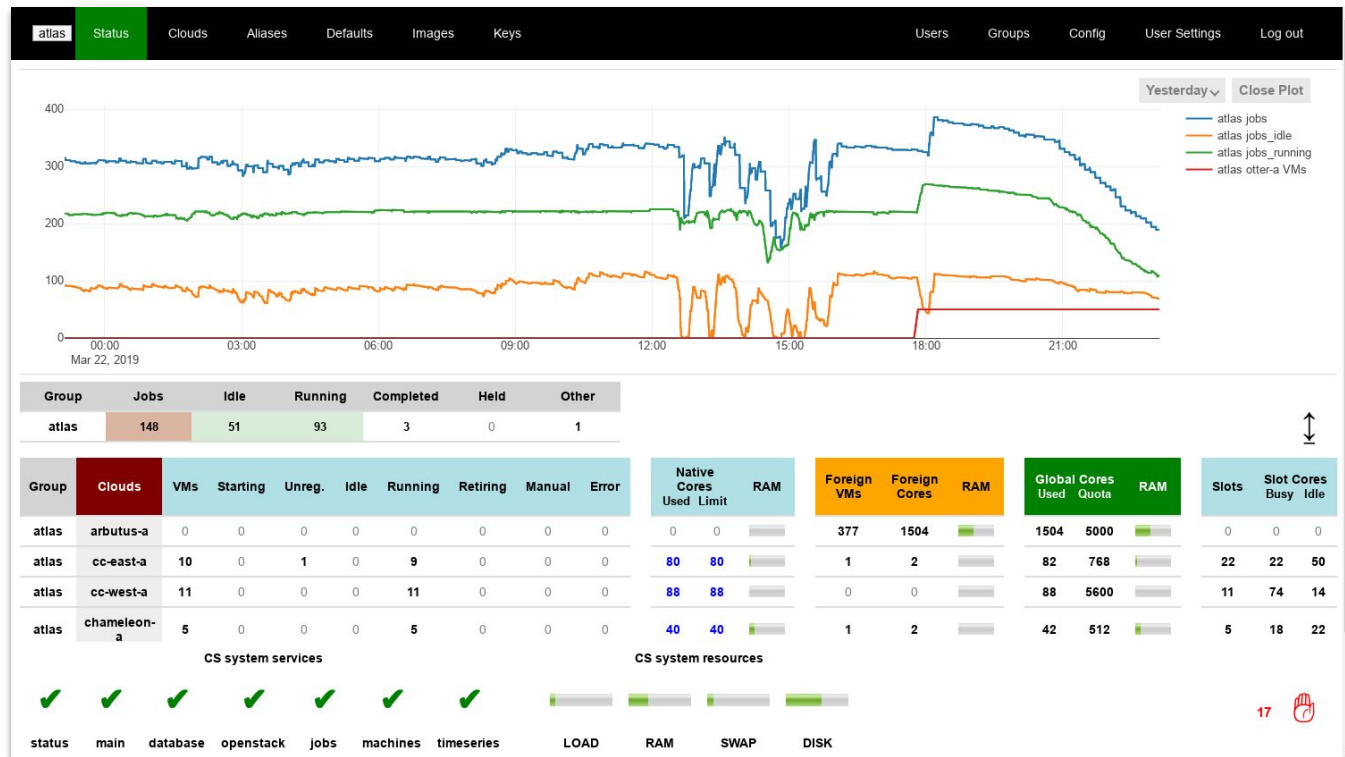 atlas Status Clouds Aliases Defaults Images Keys Users Groups Config User Settings Log out
Yesterday Close Plot
400
300
200
100
0
00:00 03:00 06:00 09:00 12:00 15:00 18:00 21:00
Mar 22, 2019
atlas jobs
atlas jobs_idle
atlas jobs_running
atlas otter-a VMs
Group Jobs Idle Running Completed Held Other
atlas 148 51 93 3 0 1
Group Clouds VMs Starting Unreg. Idle Running Retiring Manual Error Native Cores Used Limit RAM Foreign VMs Foreign Cores RAM Global Cores Used Quota RAM Slots Slot Cores Busy Idle
atlas arbutus-a 0 0 0 0 0 0 0 0 0 0 377 1504 1504 5000 0 0 0
atlas cc-east-a 10 0 1 0 9 0 0 0 80 80 1 2 82 768 22 22 50
atlas cc-west-a 11 0 0 0 11 0 0 0 88 88 0 0 88 5600 11 74 14
atlas chameleon-a 5 0 0 0 5 0 0 0 40 40 1 2 42 512 5 18 22
CS system services CS system resources
17
status main database openstack jobs machines timeseries LOAD RAM SWAP DISK